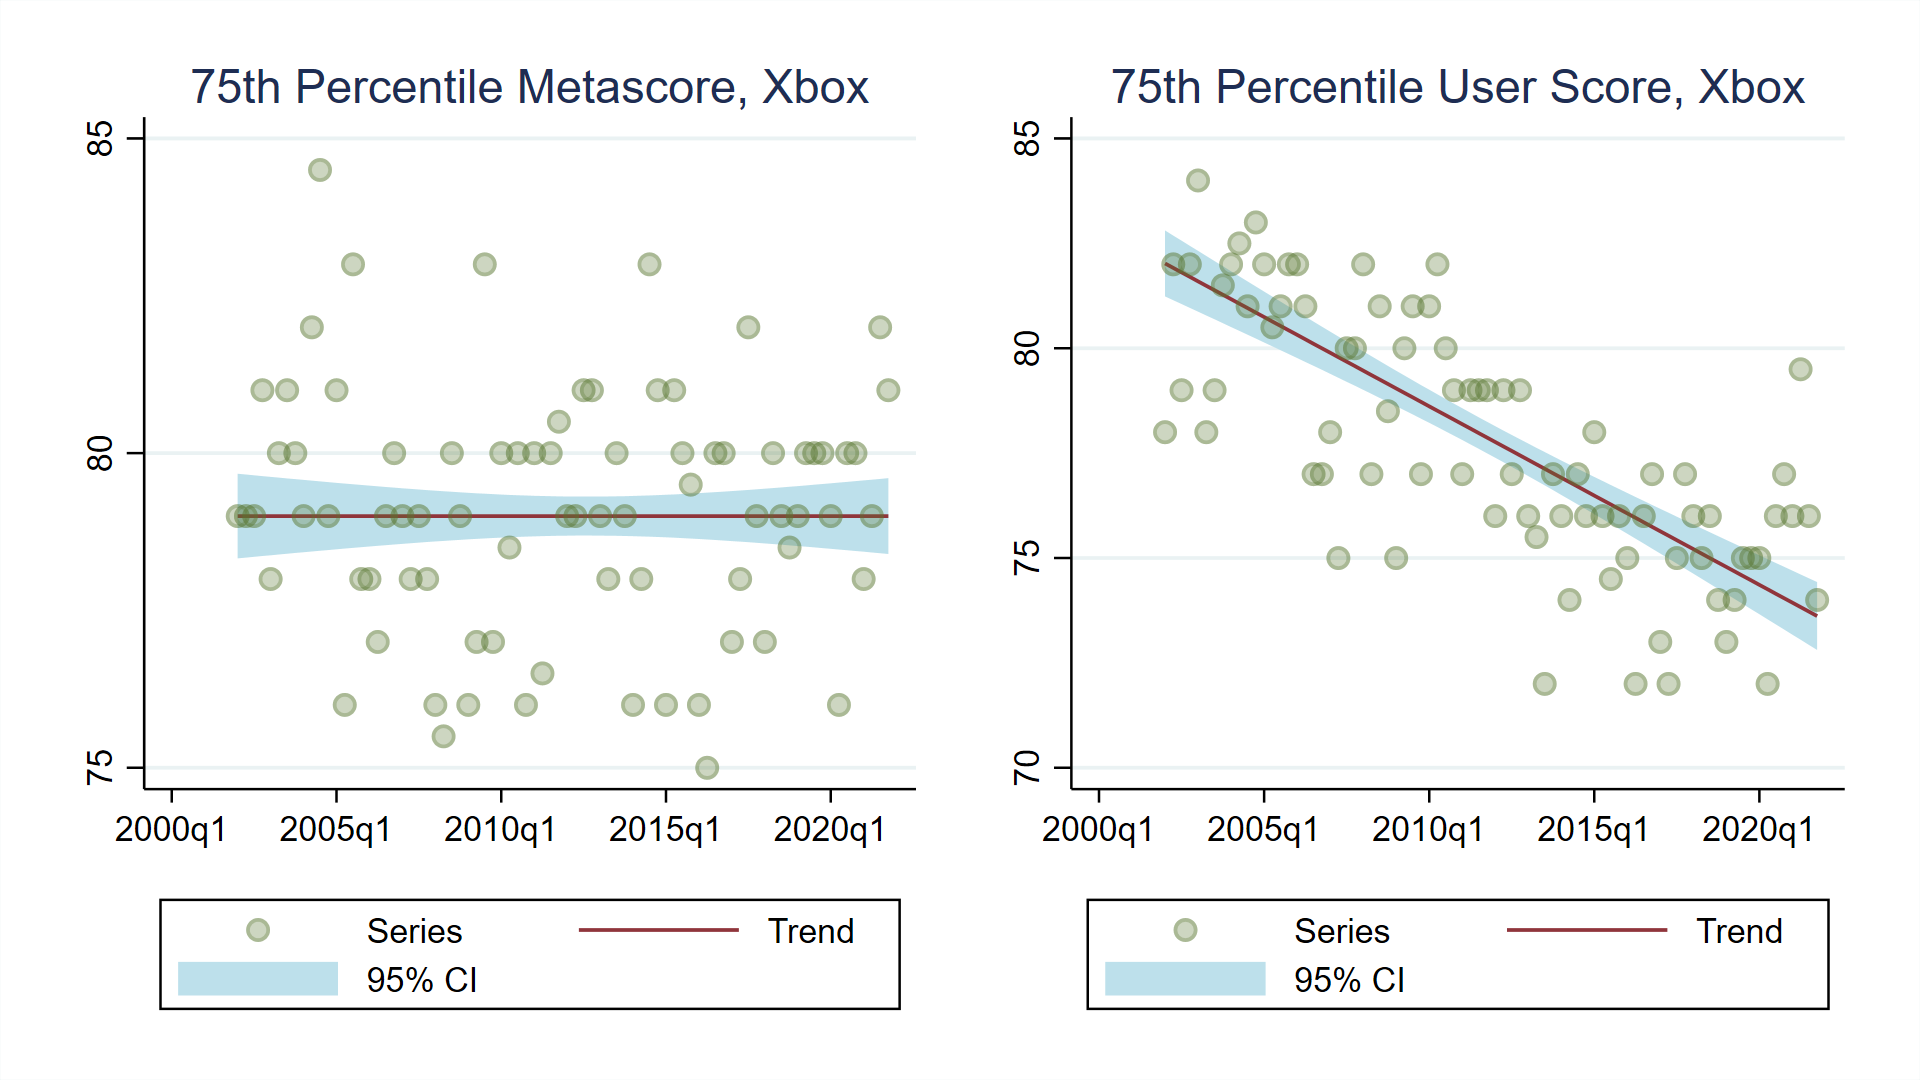 75th Percentile Metascore, Xbox
85
80
75
2000q1 2005q1 2010q1 2015q1 2020q1
Series Trend
95% CI
75th Percentile User Score, Xbox
85
80
75
70
2000q1 2005q1 2010q1 2015q1 2020q1
Series Trend
95% CI